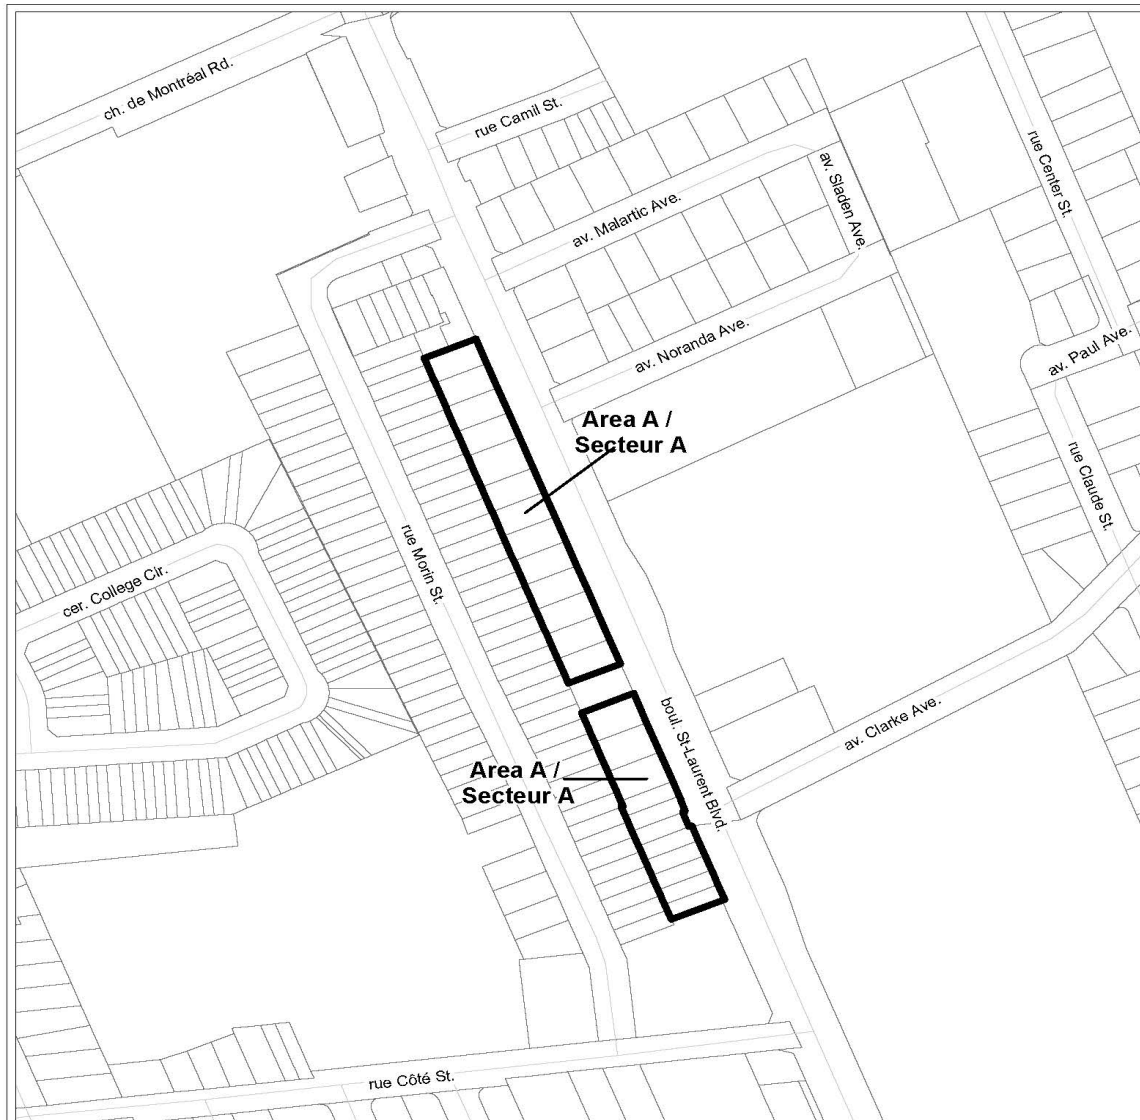 ch. de Montréal Rd.
rue Camil St.
av. Malartic Ave.
av. Sladen Ave.
rue Center St.
av. Noranda Ave.
av. Paul Ave.
Area A /
Secteur A
rue Claude St.
rue Morin St.
cer. College Cir.
boul. St-Laurent Blvd.
av. Clarke Ave.
Area A /
Secteur A
rue Côté St.